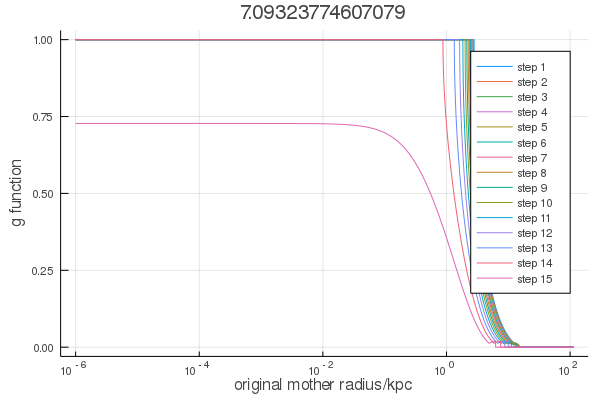 7.09323774607079
1.00
0.75
0.50
0.25
0.00
g function
step 1
step 2
step 3
step 4
step 5
step 6
step 7
step 8
step 9
step 10
step 11
step 12
step 13
step 14
step 15
10^-6 10^-4 10^-2 10^0 10^2
original mother radius/kpc